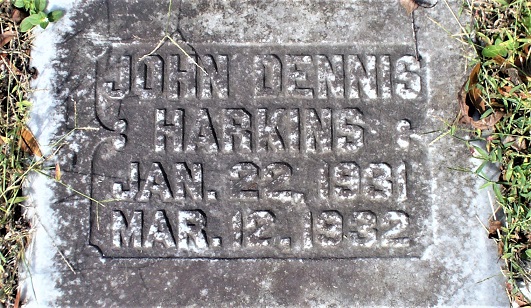 JOHN DENNIS
HARKINS
JAN. 22, 1931
MAR. 12, 1932